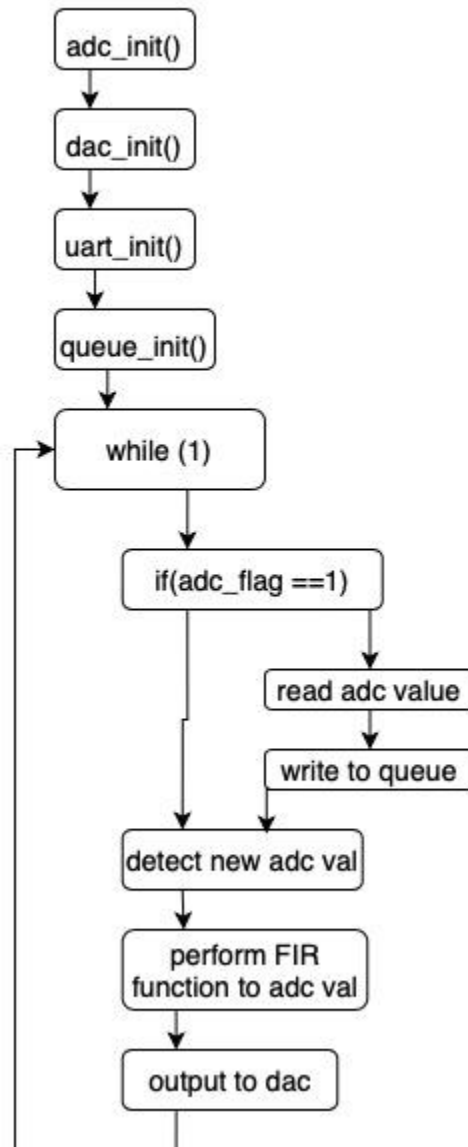 adc_init()
dac_init()
uart_init()
queue_init()
while (1)
if(adc_flag ==1)
read adc value
write to queue
detect new adc val
perform FIR
function to adc val
output to dac